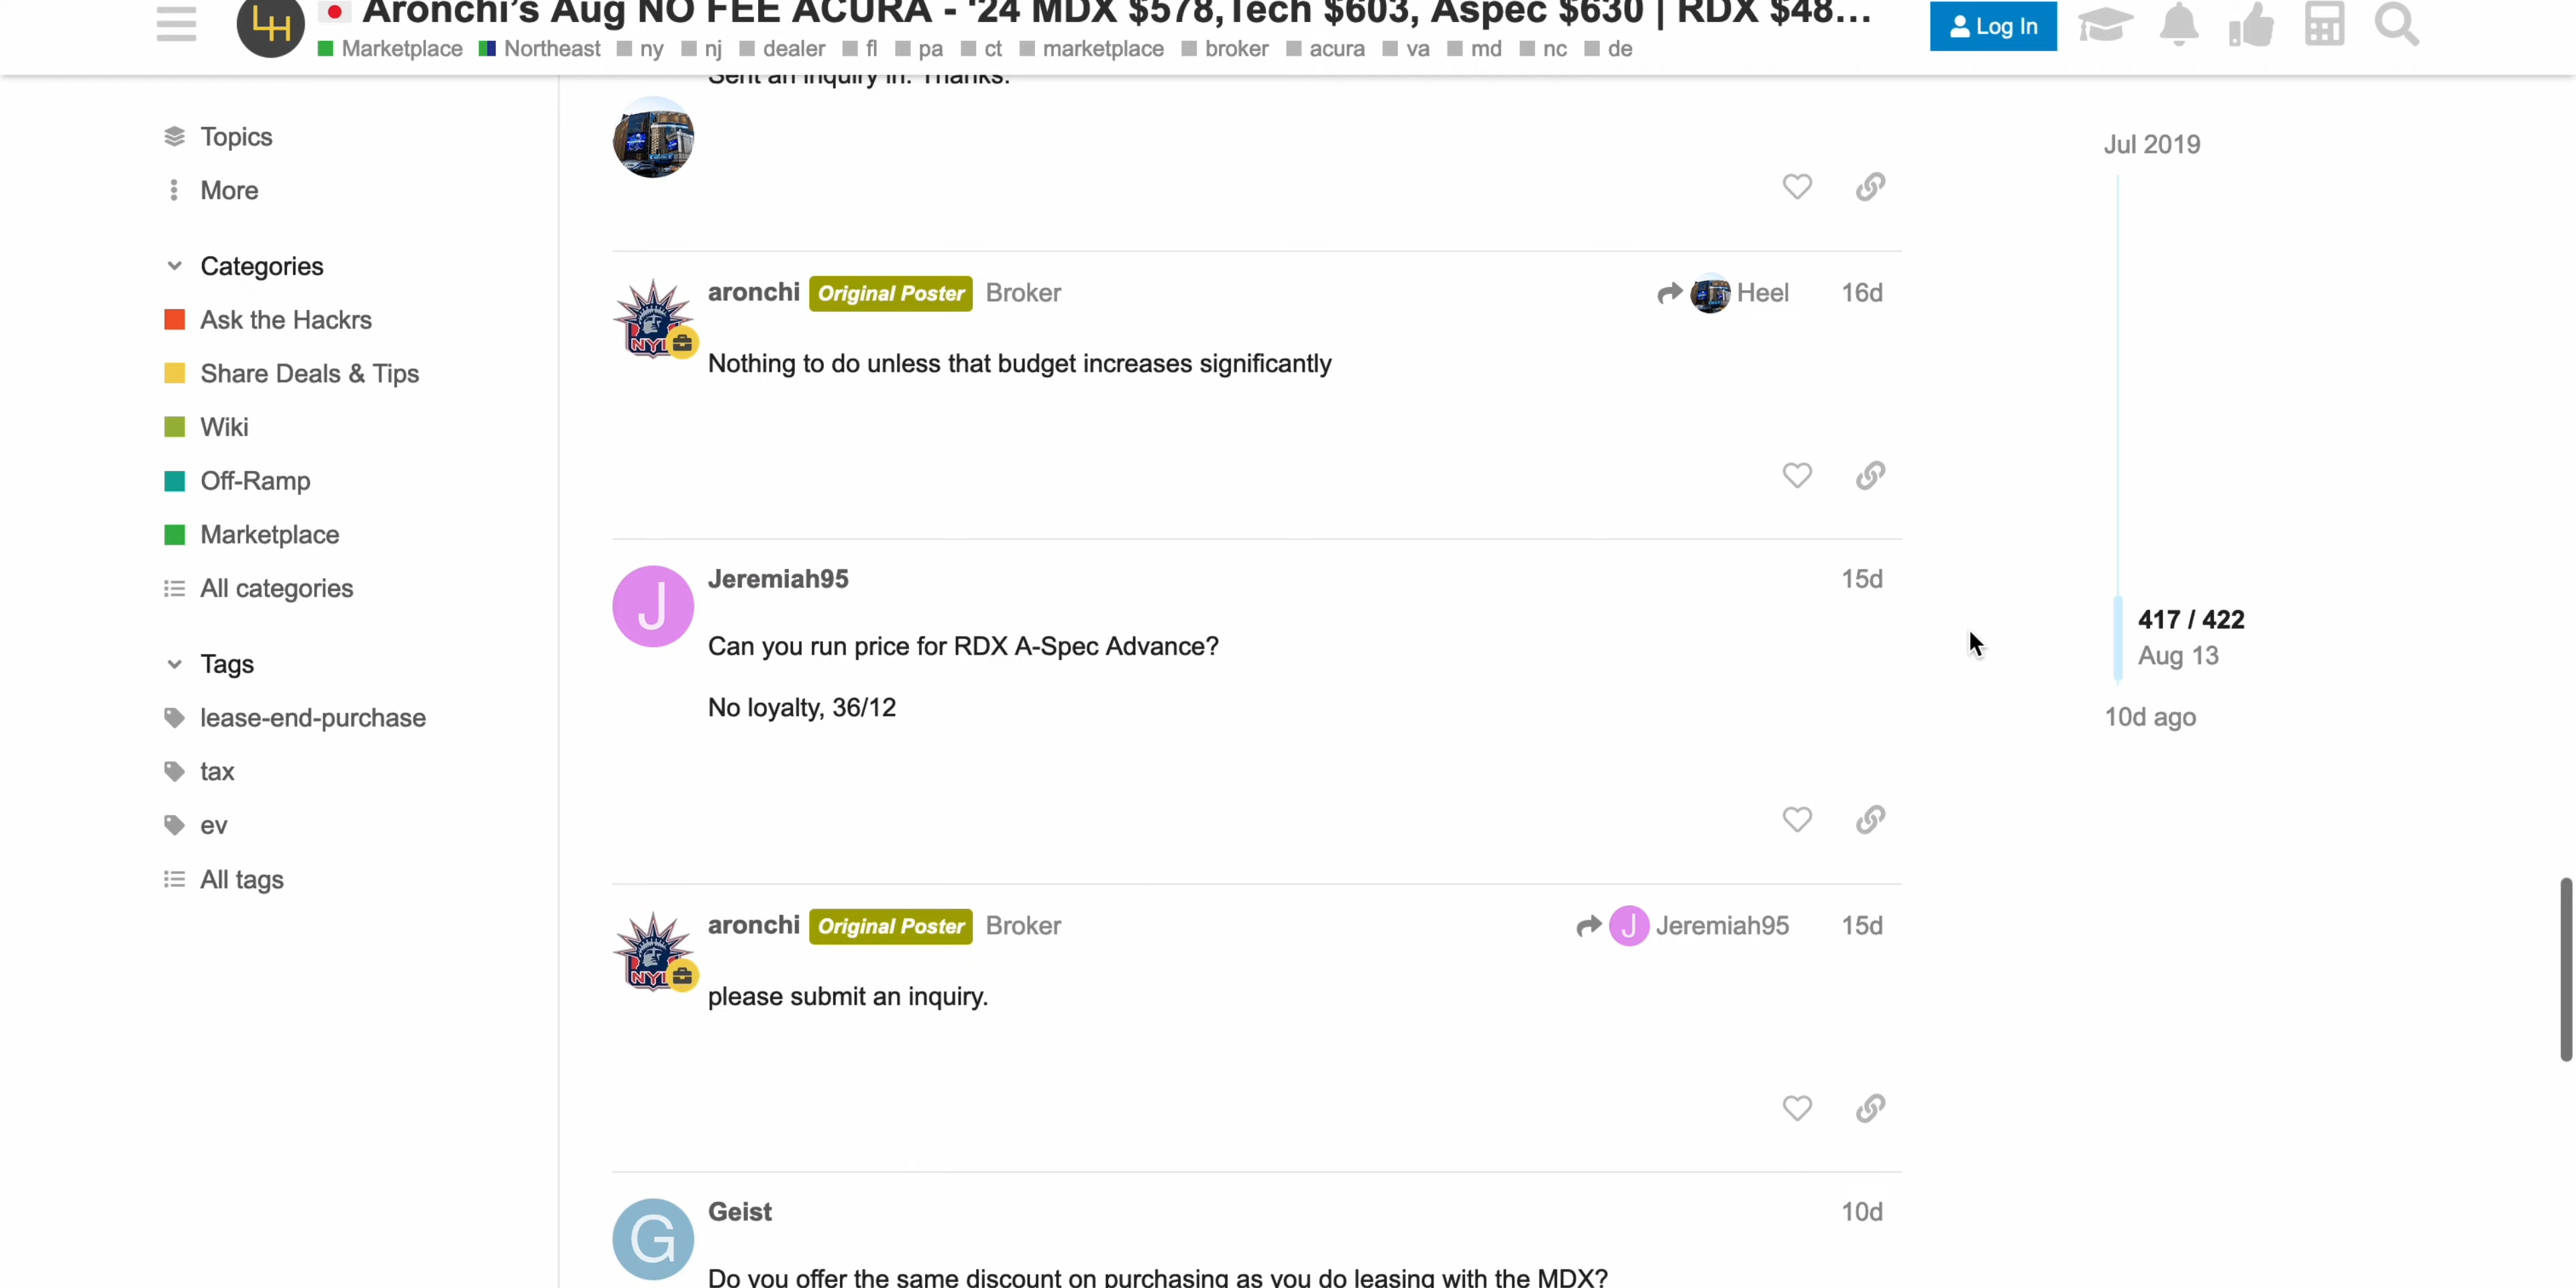 LH
Aronchi's Aug NO FEE ACURA - '24 MDX $578,Tech $603, Aspec $630 | RDX $48...
Log In
Marketplace Northeast ny nj dealer fl pa ct marketplace broker acura va md nc de
Sent an inquiry in. Thanks.
Topics
More
Categories
Ask the Hackrs
Share Deals & Tips
Wiki
Off-Ramp
Marketplace
All categories
Tags
lease-end-purchase
tax
ev
All tags
aronchi Original Poster Broker Heel 16d
Nothing to do unless that budget increases significantly
J
Jeremiah95 15d
Can you run price for RDX A-Spec Advance?
No loyalty, 36/12
aronchi Original Poster Broker J Jeremiah95 15d
please submit an inquiry.
G
Geist 10d
Do you offer the same discount on purchasing as you do leasing with the MDX?
Jul 2019
417 / 422
Aug 13
10d ago